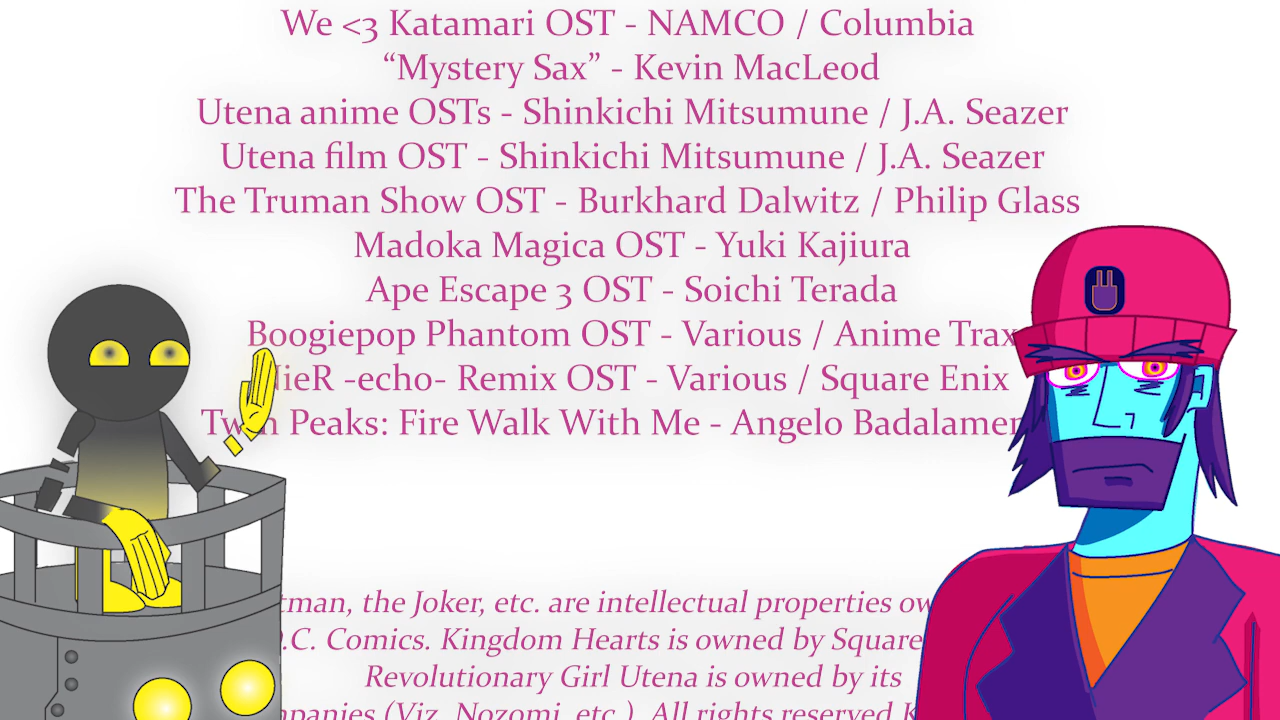 We <3 Katamari OST - NAMCO / Columbia
“Mystery Sax” - Kevin MacLeod
Utena anime OSTs - Shinkichi Mitsumune / J.A. Seazer
Utena film OST - Shinkichi Mitsumune / J.A. Seazer
The Truman Show OST - Burkhard Dalwitz / Philip Glass
Madoka Magica OST - Yuki Kajiura
Ape Escape 3 OST - Soichi Terada
Boogiepop Phantom OST - Various / Anime Trax
NieR -echo- Remix OST - Various / Square Enix
Twin Peaks: Fire Walk With Me - Angelo
the Joker, etc. are intellectual properties
Comics. Kingdom Hearts is owned by Square
Revolutionary Girl Utena is owned by its
(Viz, Nozomi, etc.). All rights reserved